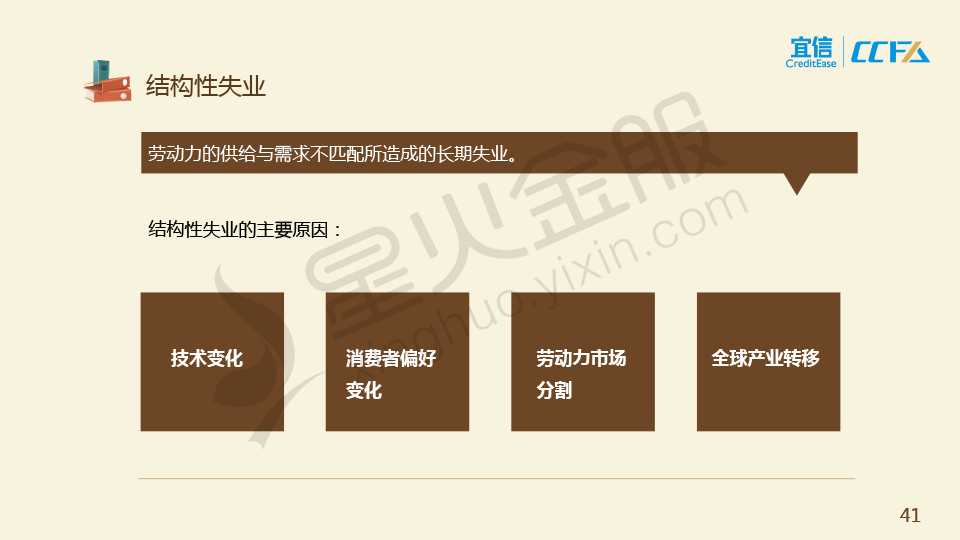 宜信
CreditEase
CCFA
结构性失业
劳动力的供给与需求不匹配所造成的长期失业。
结构性失业的主要原因：
星火金服
xinghuo.yixin.com
技术变化
消费者偏好
变化
劳动力市场
分割
全球产业转移
41